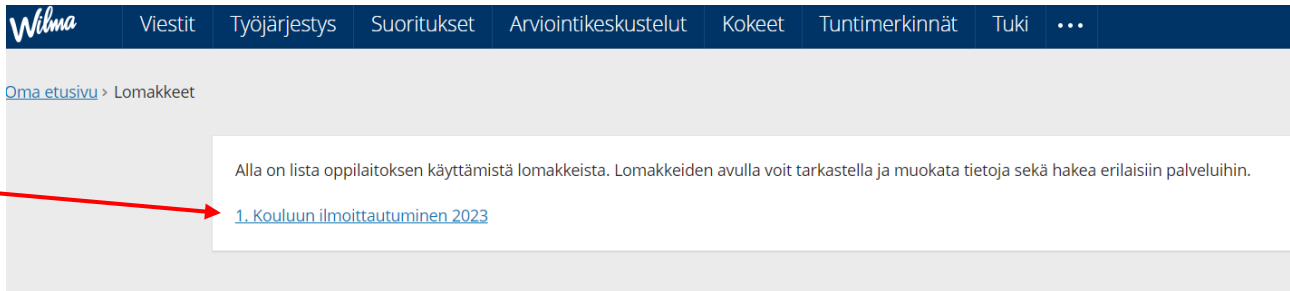 Wilma Viestit Työjärjestys Suoritukset Arviointikeskustelut Kokeet Tuntimerkinnät Tuki •••
Oma etusivu > Lomakkeet
Alla on lista oppilaitoksen käyttämistä lomakkeista. Lomakkeiden avulla voit tarkastella ja muokata tietoja sekä hakea erilaisiin palveluihin.
1. Kouluun ilmoittautuminen 2023